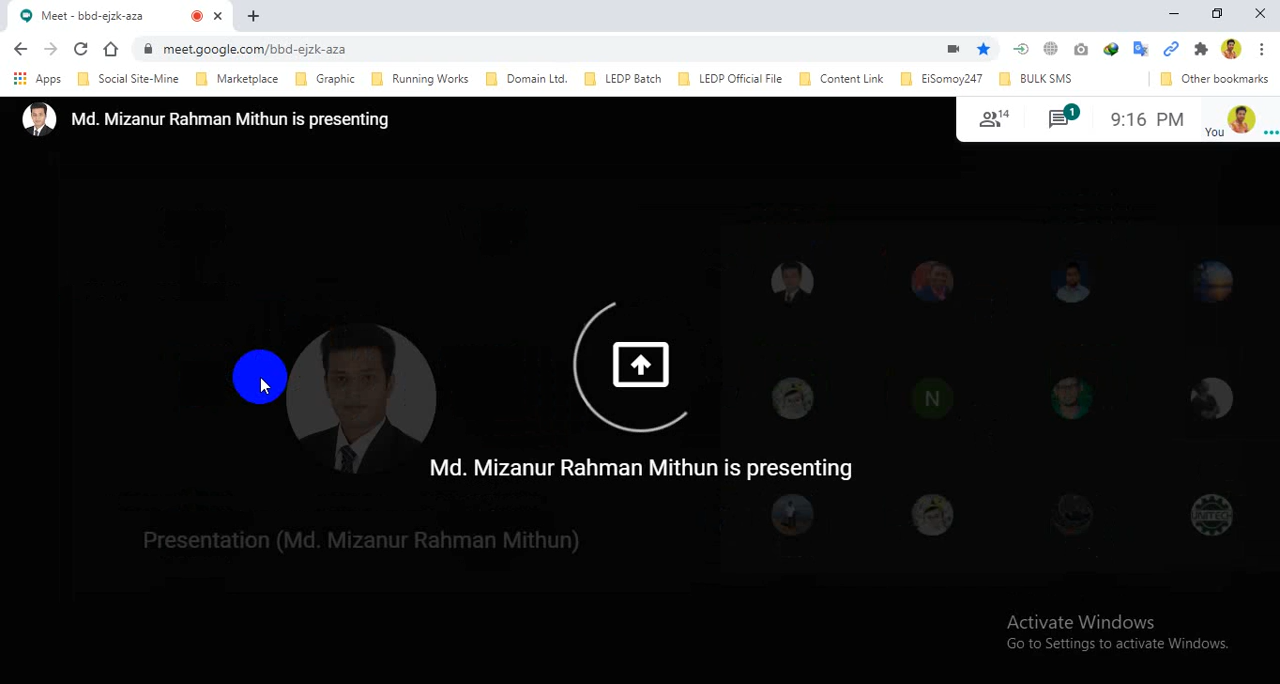 Meet - bbd-ejzk-aza
meet.google.com/bbd-ejzk-aza
Apps Social Site-Mine Marketplace Graphic Running Works Domain Ltd. LEDP Batch LEDP Official File Content Link EiSomoy247 BULK SMS Other bookmarks
Md. Mizanur Rahman Mithun is presenting
14 1 9:16 PM You
N
Md. Mizanur Rahman Mithun is presenting
UNITECH
Presentation (Md. Mizanur Rahman Mithun)
Activate Windows
Go to Settings to activate Windows.